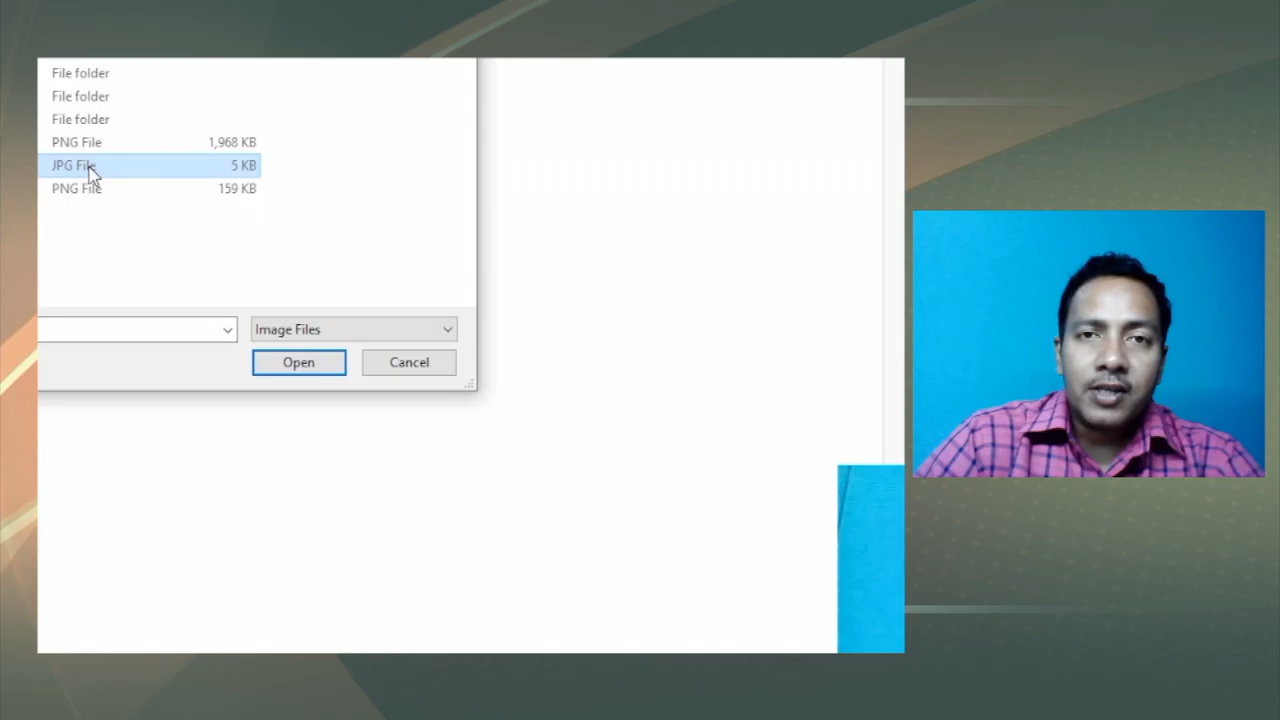 File folder
File folder
File folder
PNG File 1,968 KB
JPG File 5 KB
PNG File 159 KB
Image Files
Open Cancel